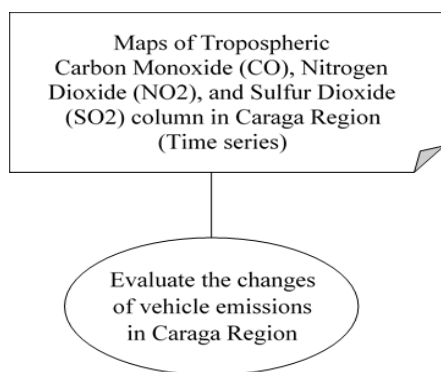 Maps of Tropospheric
Carbon Monoxide (CO), Nitrogen
Dioxide (NO2), and Sulfur Dioxide
(SO2) column in Caraga Region
(Time series)
Evaluate the changes
of vehicle emissions
in Caraga Region